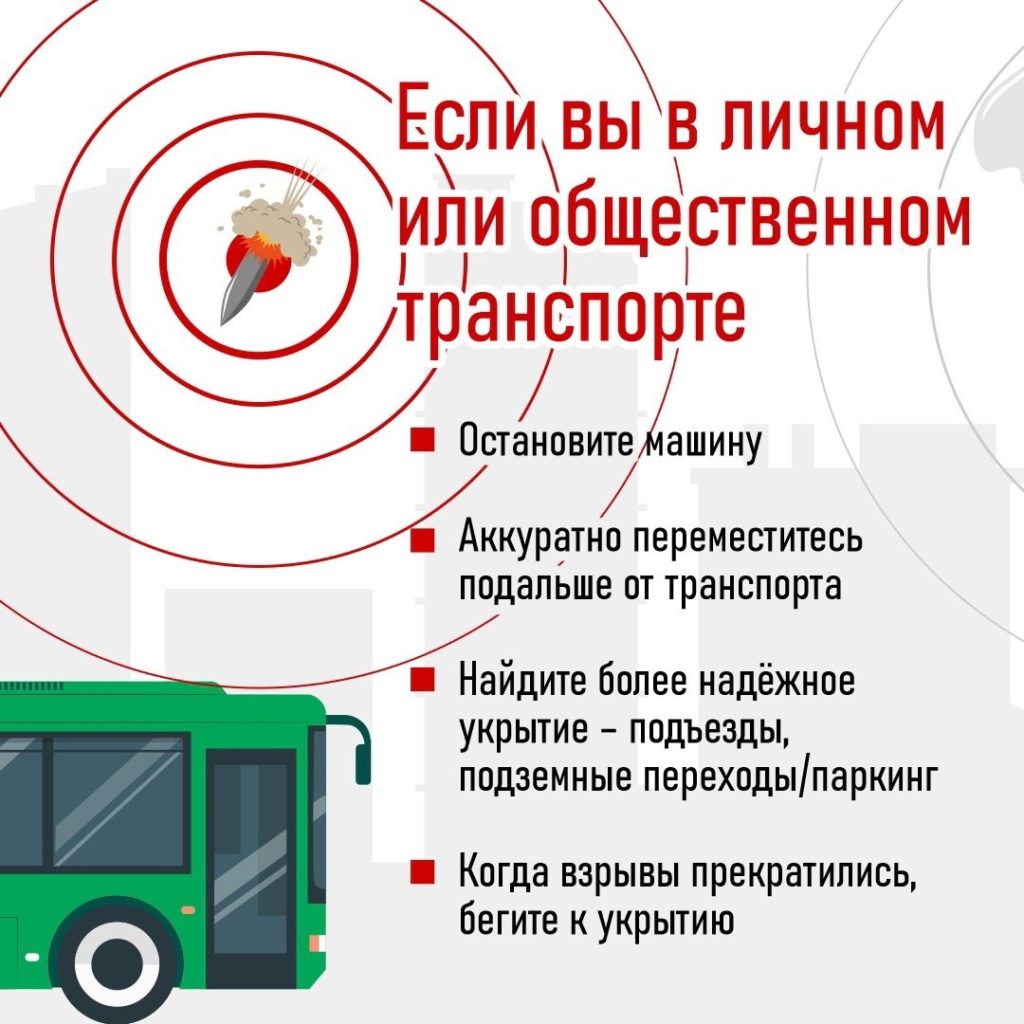 Если вы в личном
или общественном
транспорте
Остановите машину
Аккуратно переместитесь
подальше от транспорта
Найдите более надёжное
укрытие – подъезды,
подземные переходы/паркинг
Когда взрывы прекратились,
бегите к укрытию